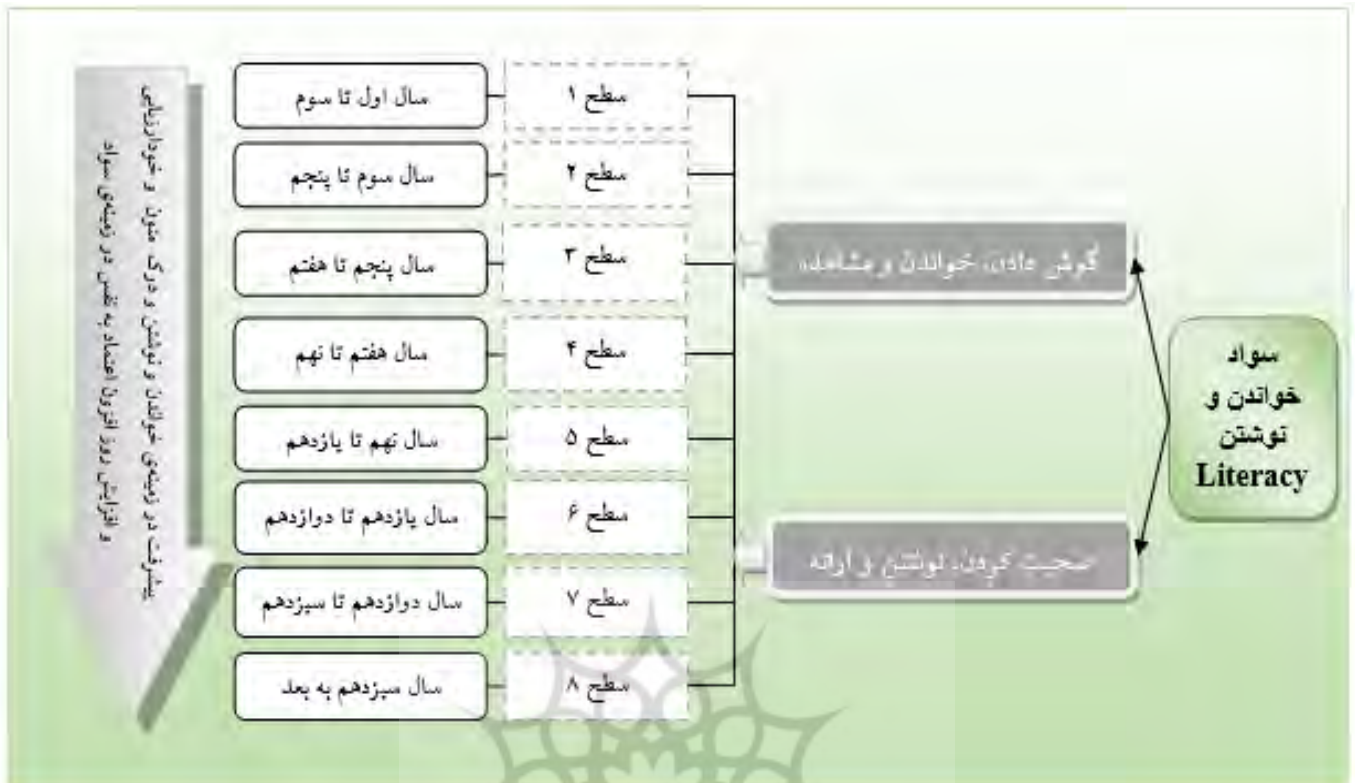 سواد
خواندن و
نوشتن
Literacy
گوش دادن، خواندن و مشاهده
صحبت کردن، نوشتن و ارائه
سطح ۱
سال اول تا سوم
سطح ۲
سال سوم تا پنجم
سطح ۳
سال پنجم تا هفتم
سطح ۴
سال هفتم تا نهم
سطح ۵
سال نهم تا یازدهم
سطح ۶
سال یازدهم تا دوازدهم
سطح ۷
سال دوازدهم تا سیزدهم
سطح ۸
سال سیزدهم به بعد
پیشرفت در زمینه‌ی خواندن و نوشتن و درک متون و خودارزیابی
و افزایش روز افزون اعتماد به نفس در زمینه‌ی سواد